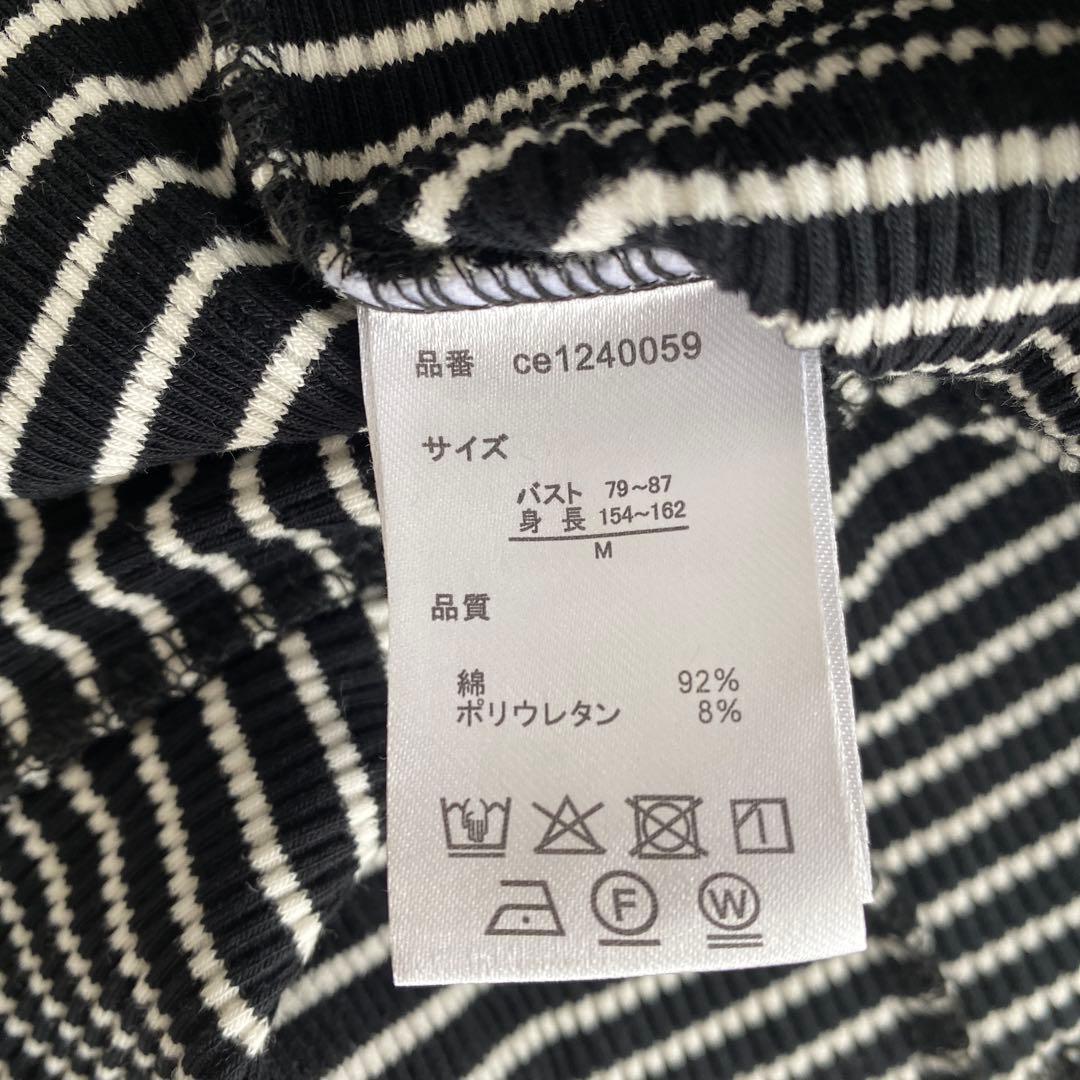 品番 ce1240059
サイズ
バスト 79~87
身長 154~162
M
品質
綿 92%
ポリウレタン 8%
F W